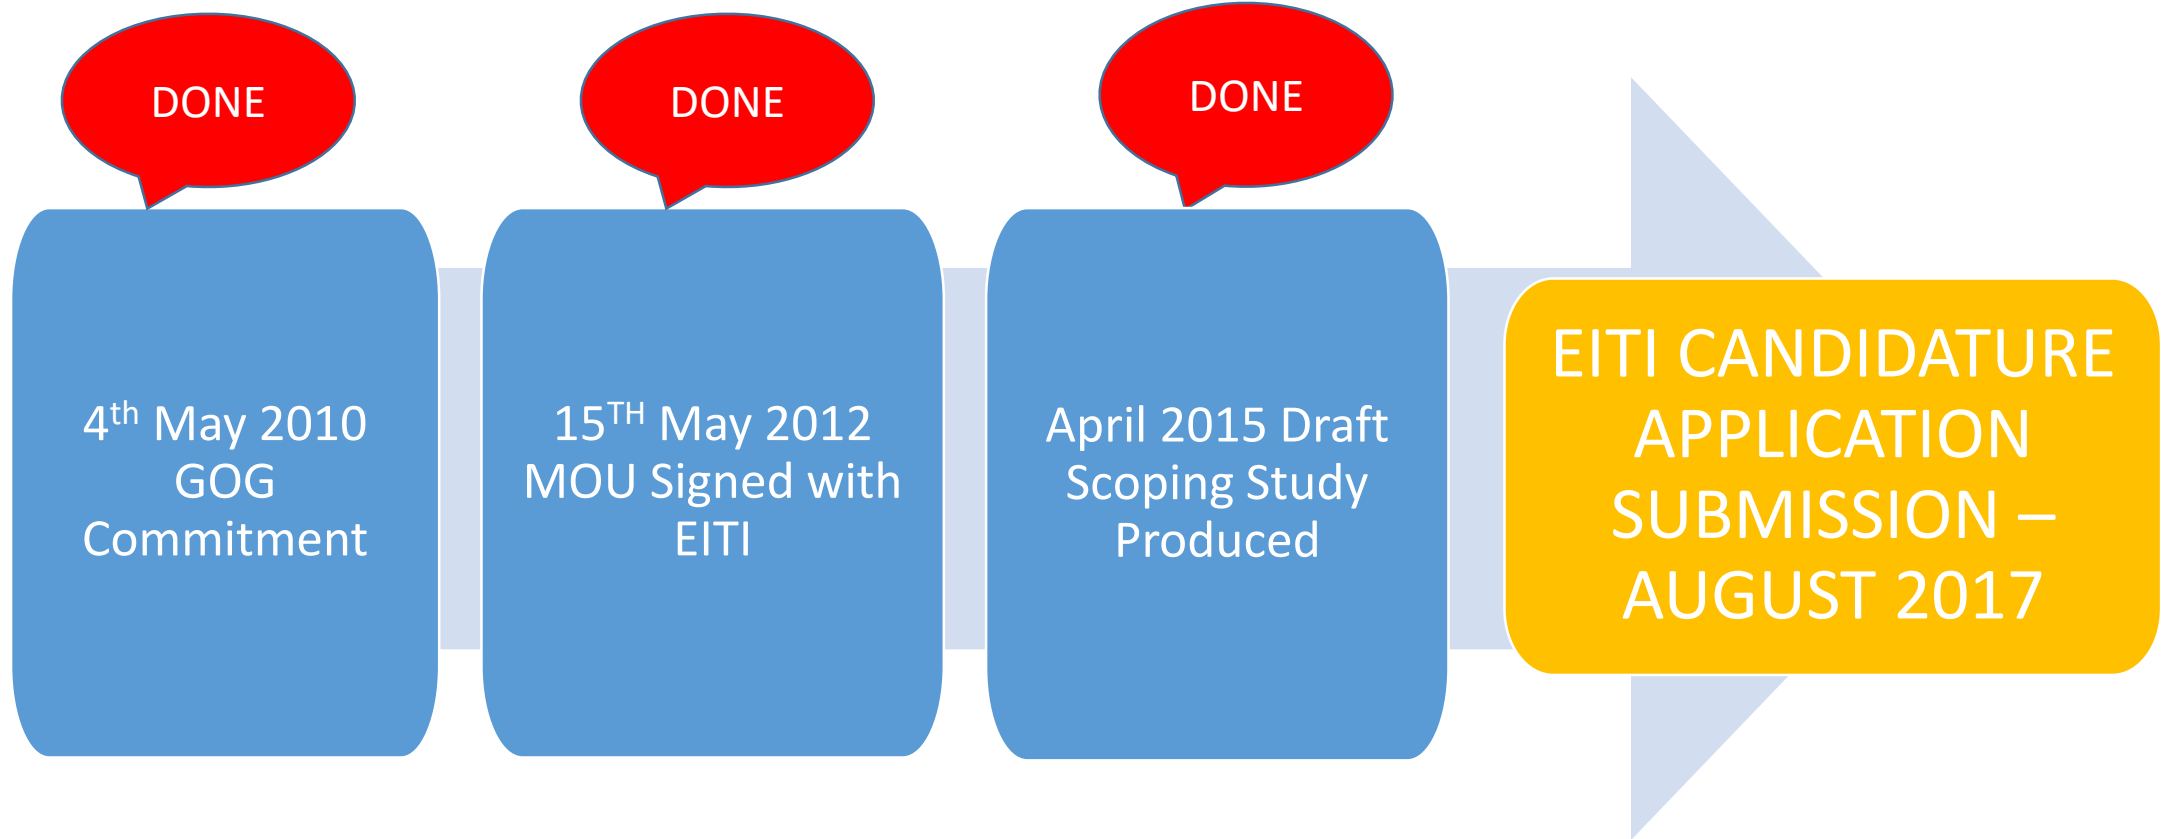 DONE
DONE
DONE
4th May 2010
GOG
Commitment
15TH May 2012
MOU Signed with
EITI
April 2015 Draft
Scoping Study
Produced
EITI CANDIDATURE
APPLICATION
SUBMISSION –
AUGUST 2017